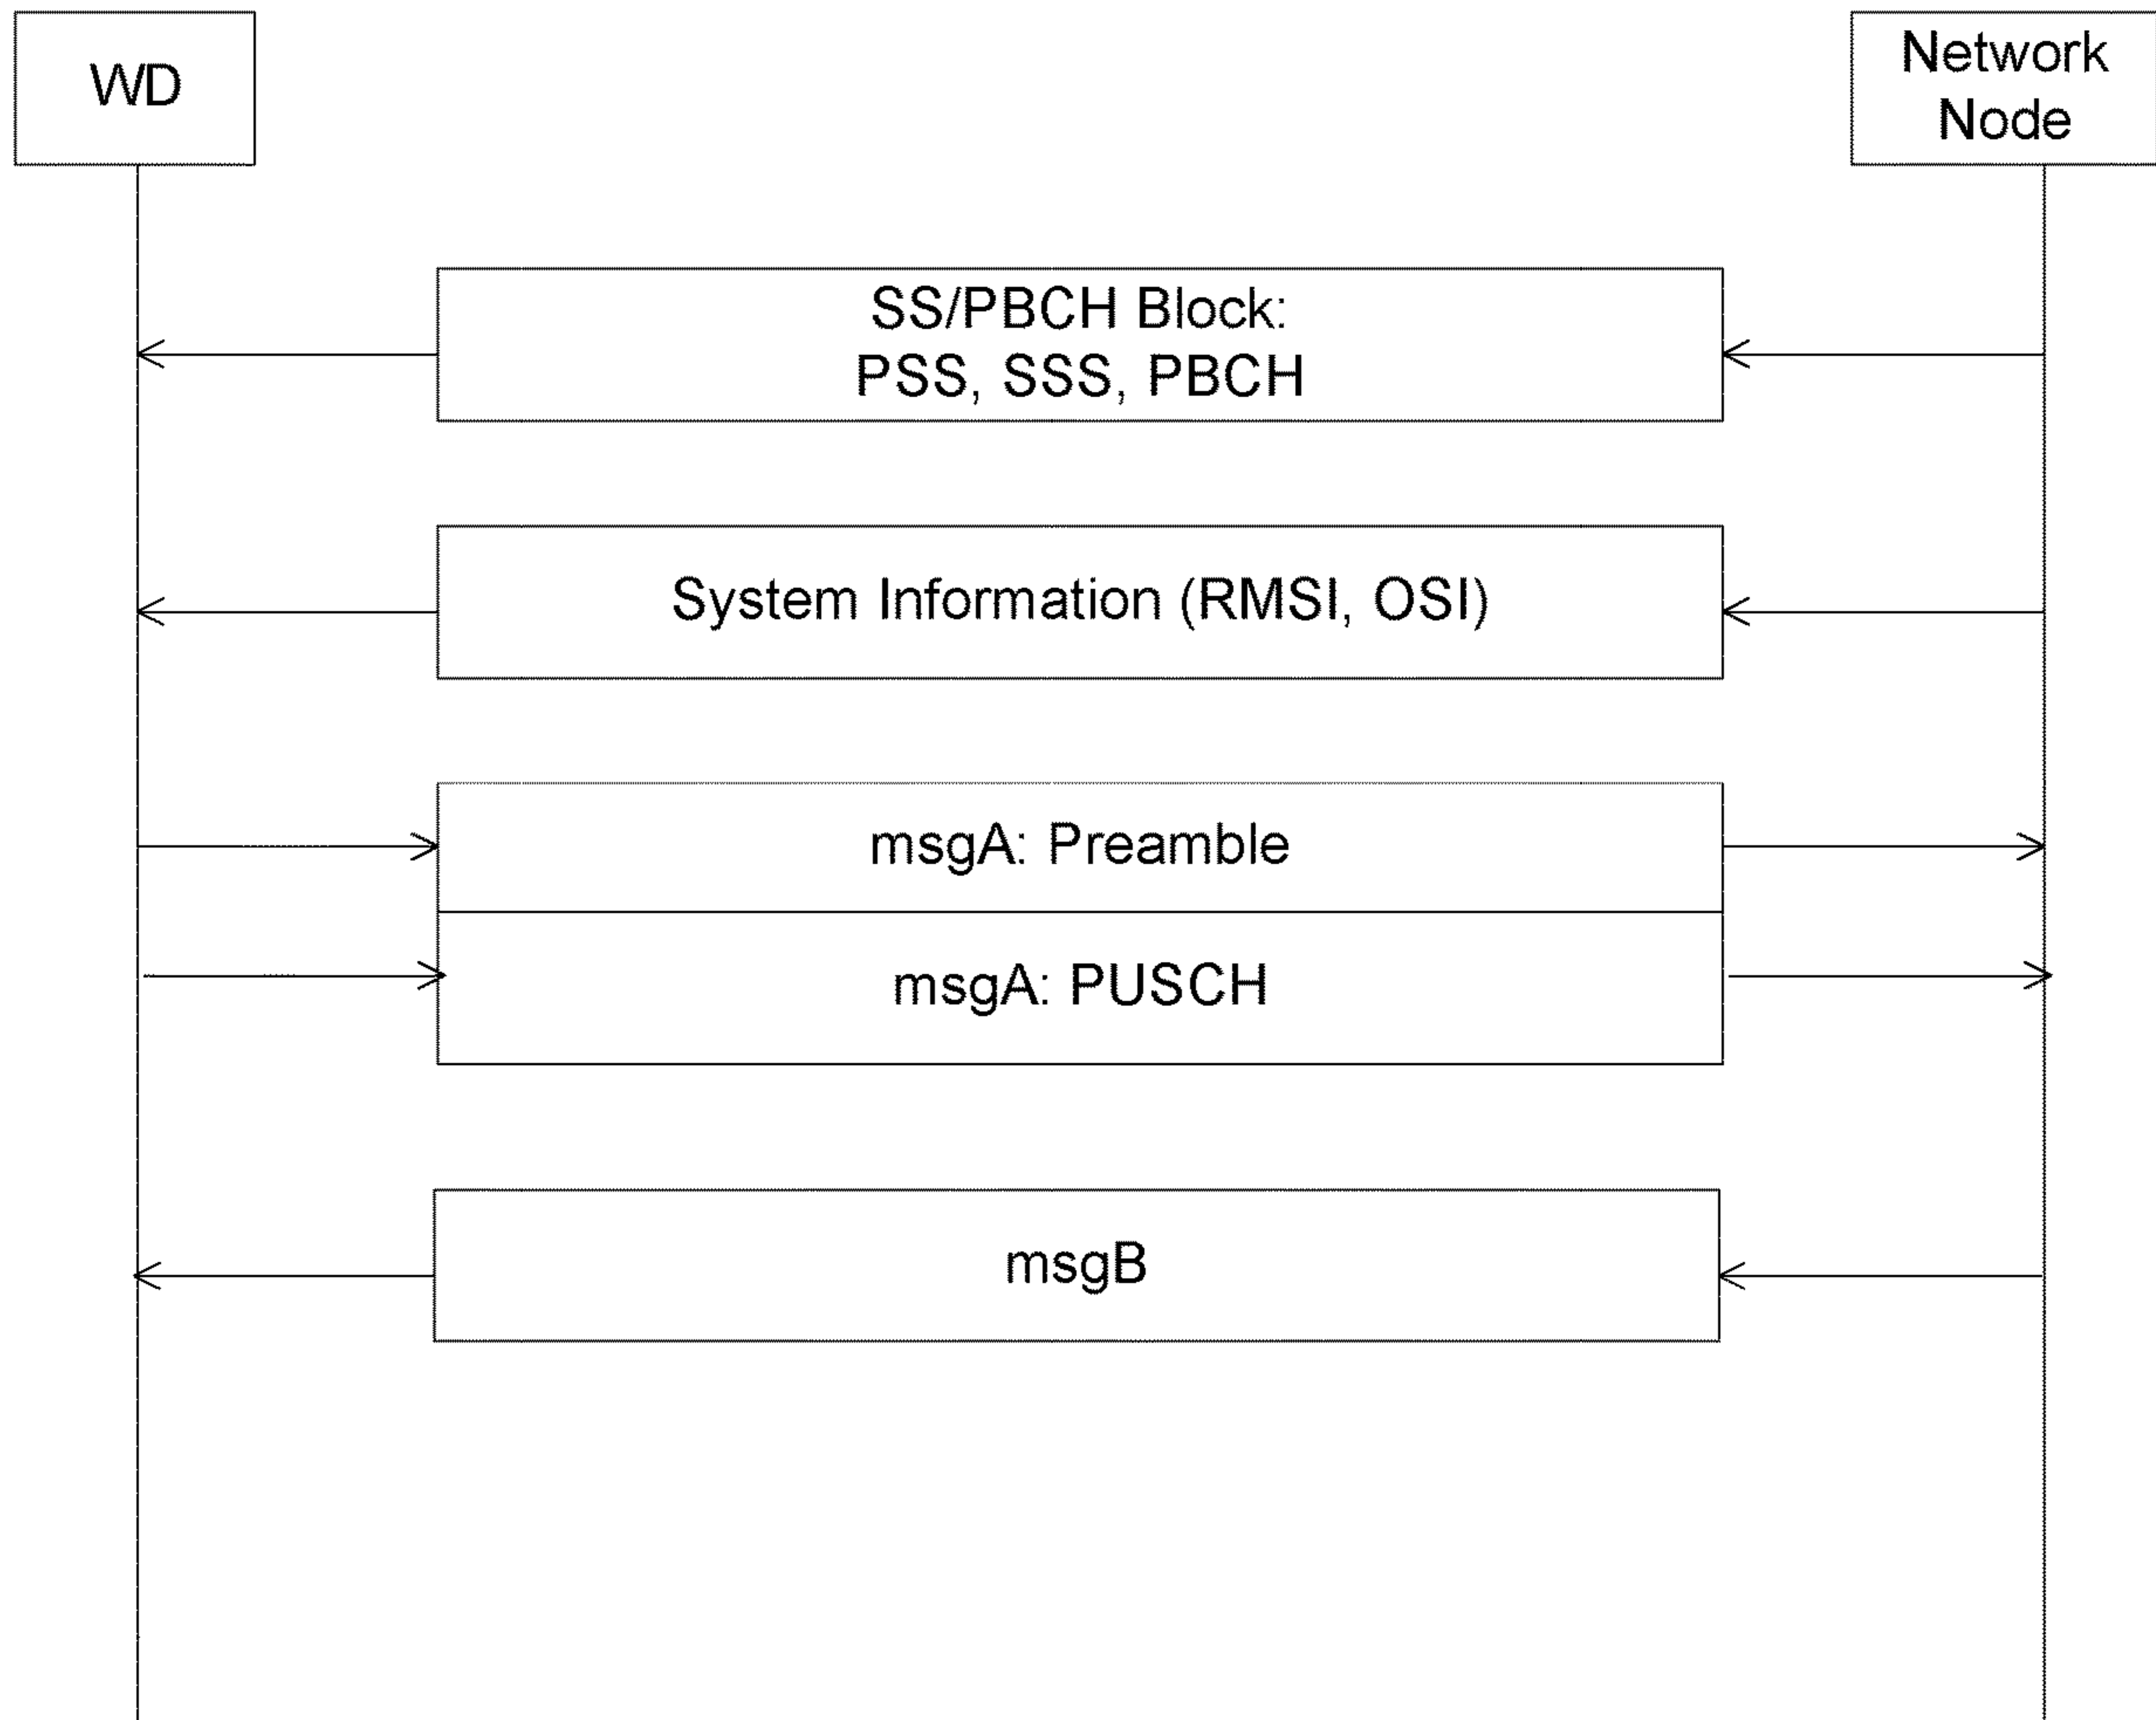 WD
Network
Node
SS/PBCH Block:
PSS, SSS, PBCH
System Information (RMSI, OSI)
msgA: Preamble
msgA: PUSCH
msgB